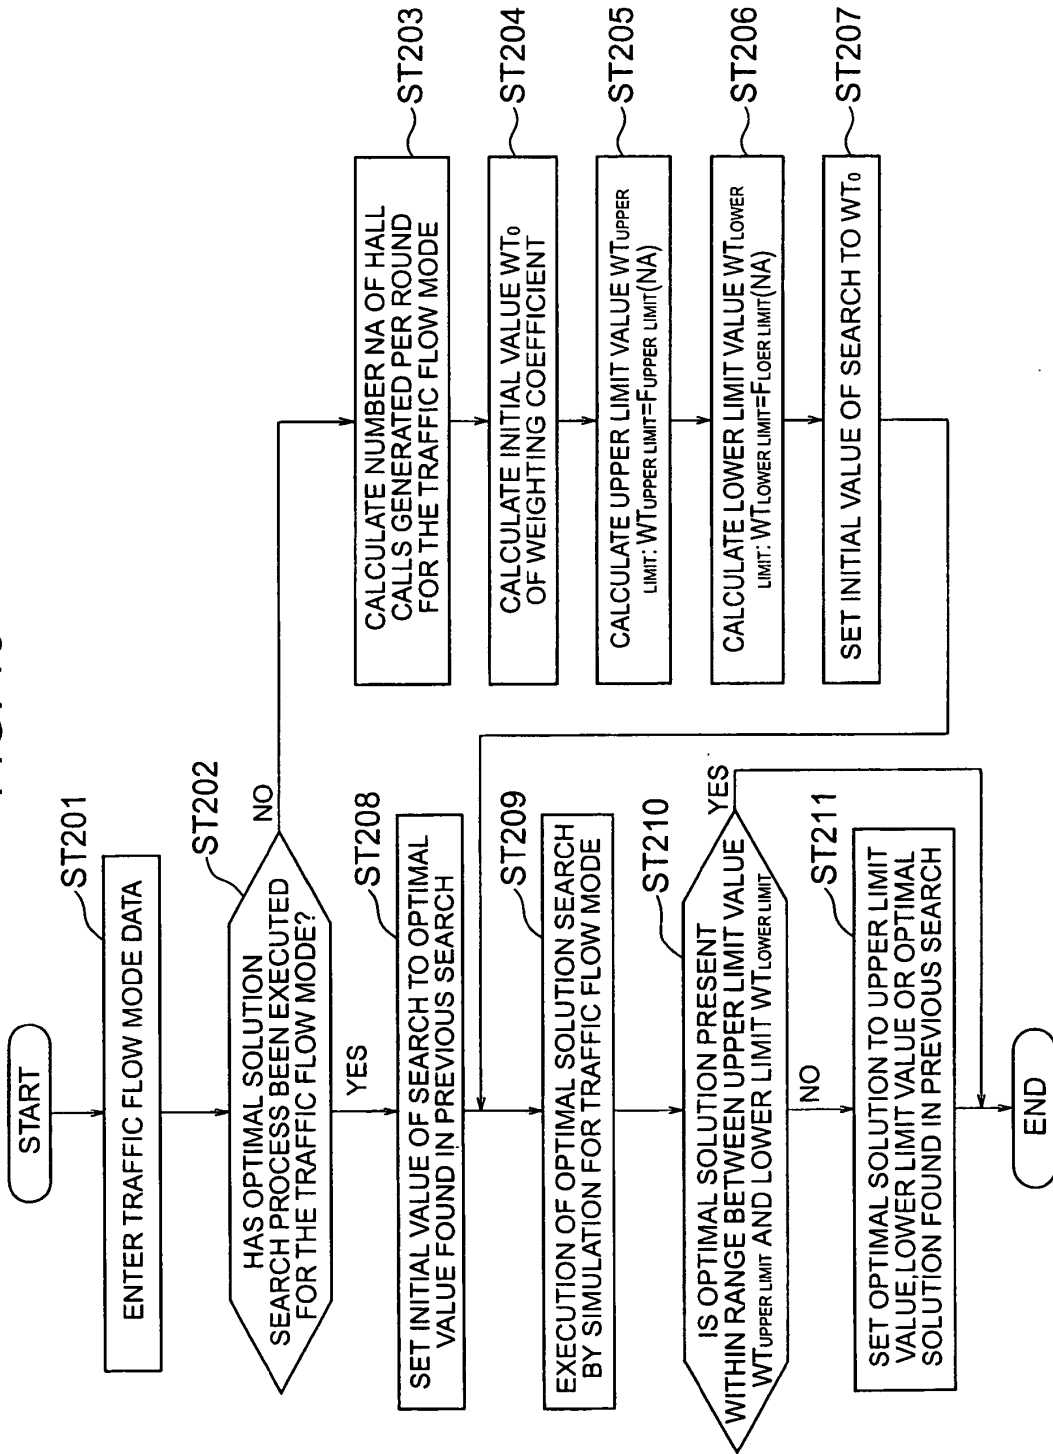 START
ENTER TRAFFIC FLOW MODE DATA
ST201
HAS OPTIMAL SOLUTION
SEARCH PROCESS BEEN EXECUTED
FOR THE TRAFFIC FLOW MODE?
ST202
NO
YES
CALCULATE NUMBER NA OF HALL
CALLS GENERATED PER ROUND
FOR THE TRAFFIC FLOW MODE
ST203
CALCULATE INITIAL VALUE WT0
OF WEIGHTING COEFFICIENT
ST204
CALCULATE UPPER LIMIT VALUE WTUPPER
LIMIT: WTUPPER LIMIT=FUPPER LIMIT(NA)
ST205
CALCULATE LOWER LIMIT VALUE WTLOWER
LIMIT: WTLOWER LIMIT=FLOER LIMIT(NA)
ST206
SET INITIAL VALUE OF SEARCH TO WT0
ST207
SET INITIAL VALUE OF SEARCH TO OPTIMAL
VALUE FOUND IN PREVIOUS SEARCH
ST208
EXECUTION OF OPTIMAL SOLUTION SEARCH
BY SIMULATION FOR TRAFFIC FLOW MODE
ST209
IS OPTIMAL SOLUTION PRESENT
WITHIN RANGE BETWEEN UPPER LIMIT VALUE
WTUPPER LIMIT AND LOWER LIMIT WTLOWER LIMIT
ST210
YES
NO
SET OPTIMAL SOLUTION TO UPPER LIMIT
VALUE,LOWER LIMIT VALUE OR OPTIMAL
SOLUTION FOUND IN PREVIOUS SEARCH
ST211
END